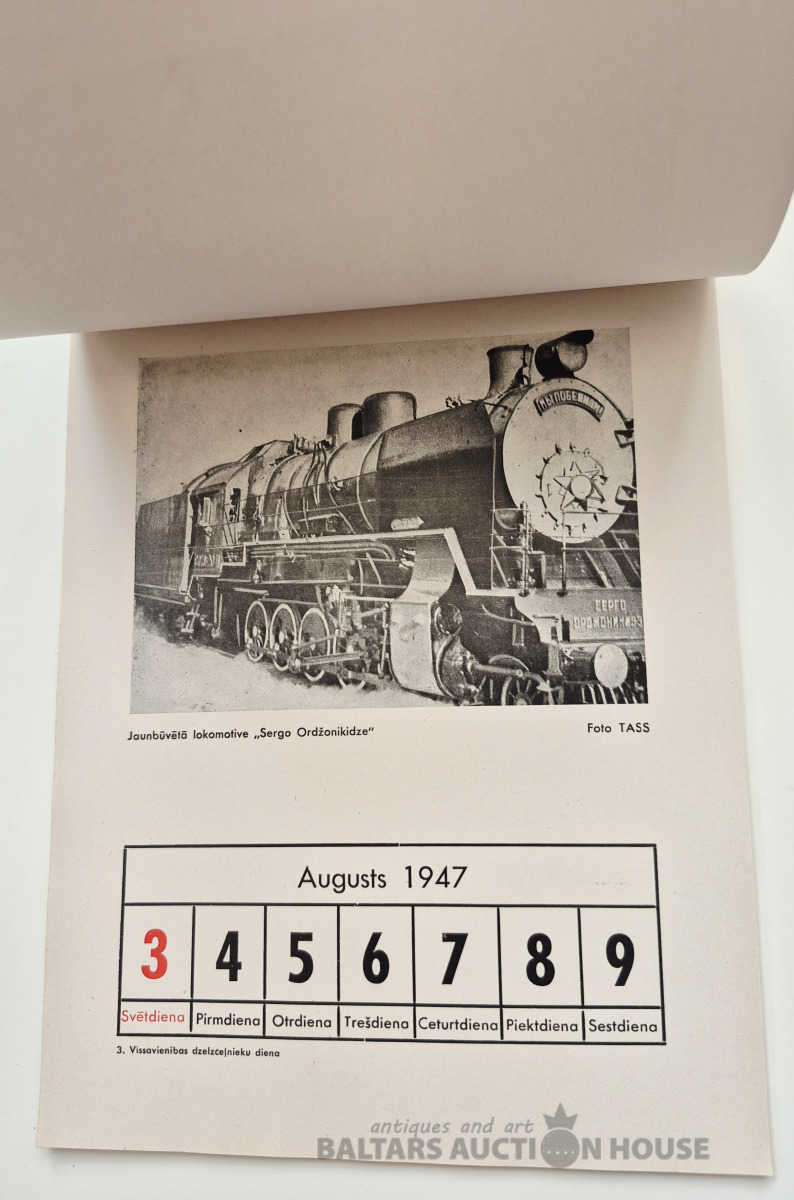 МЫ ПОБЕДИЛИ
СЕРГО
ОРДЖОНИКИДЗЕ
Jaunbūvētā lokomotive „Sergo Ordžonikidze“
Foto TASS
Augusts 1947
3 4 5 6 7 8 9
Svētdiena Pirmdiena Otrdiena Trešdiena Ceturtdiena Piektdiena Sestdiena
3. Vissavienības dzelzceļnieku diena
antiques and art
BALTARS AUCTION HOUSE